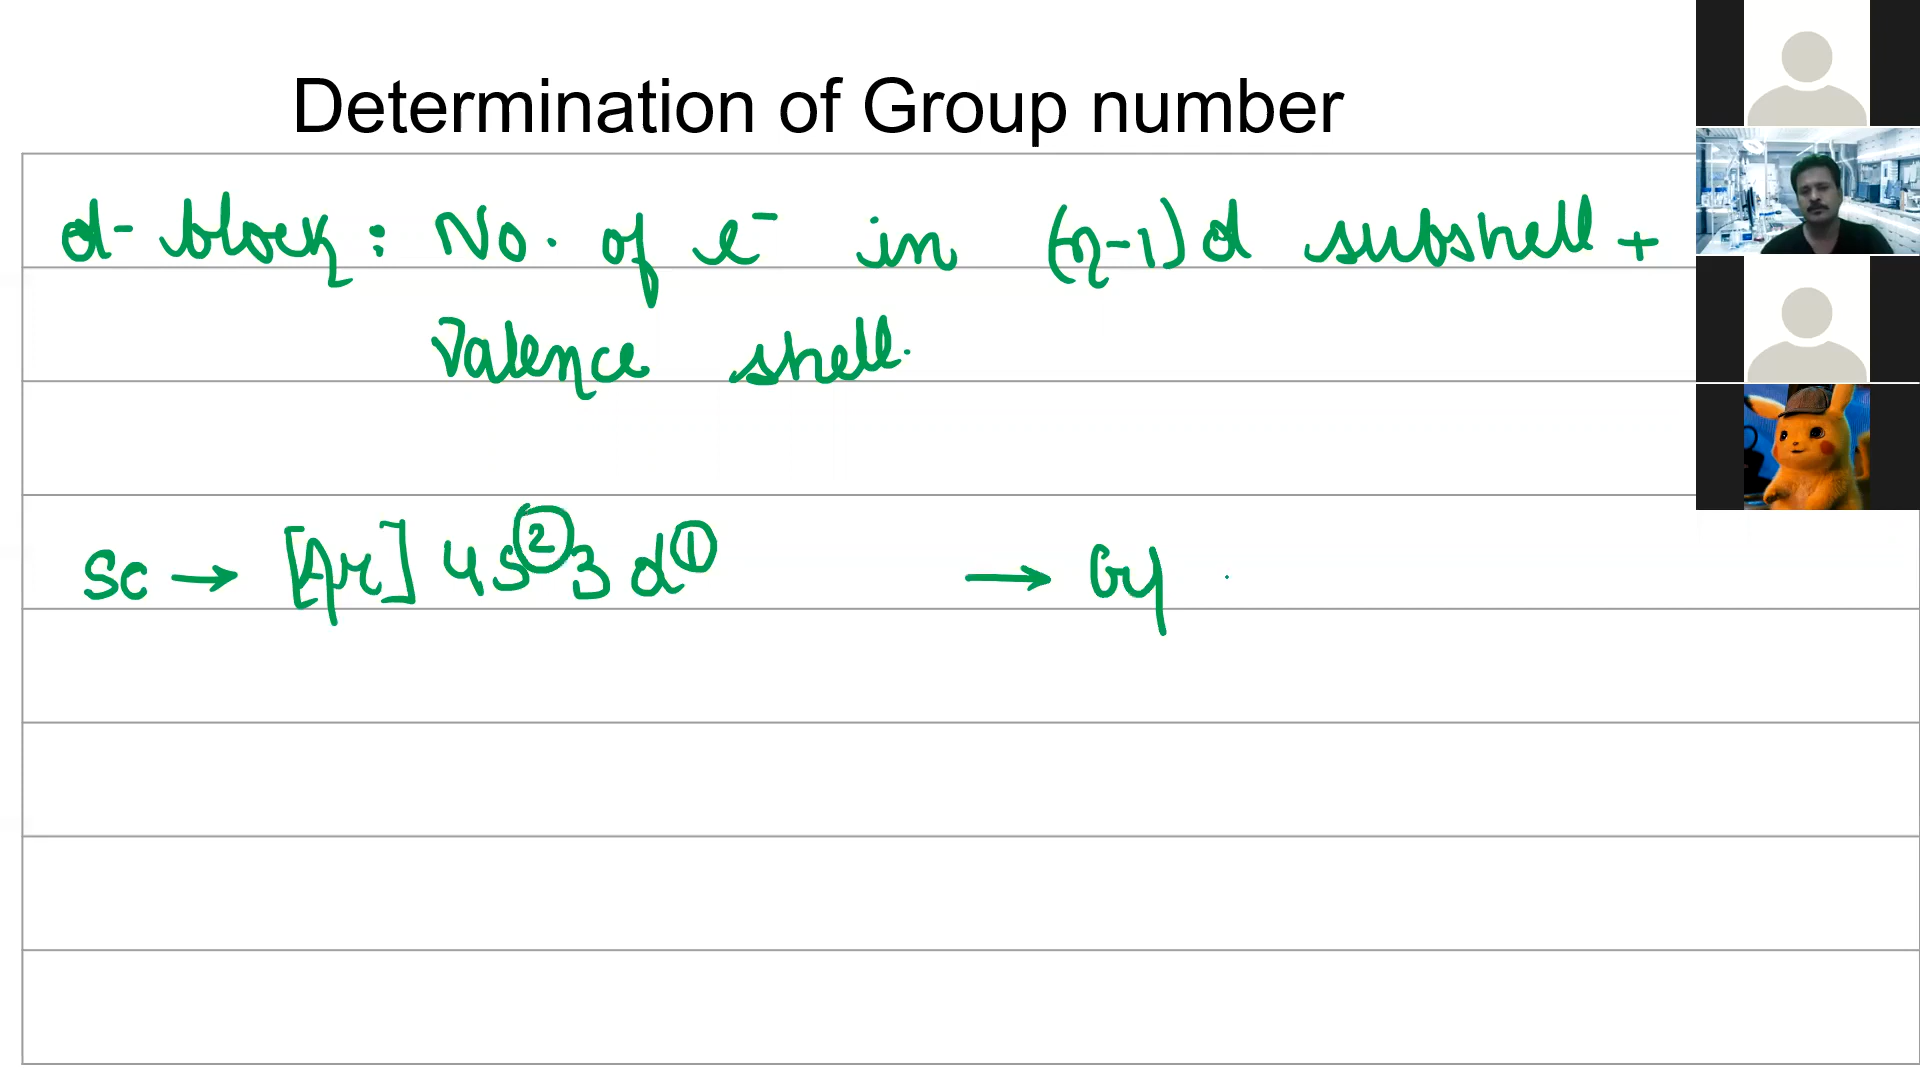 Determination of Group number
d- block: No. of e⁻ in (n-1)d subshell +
Valence shell.
Sc → [Ar] 4s² 3d¹ → Gr